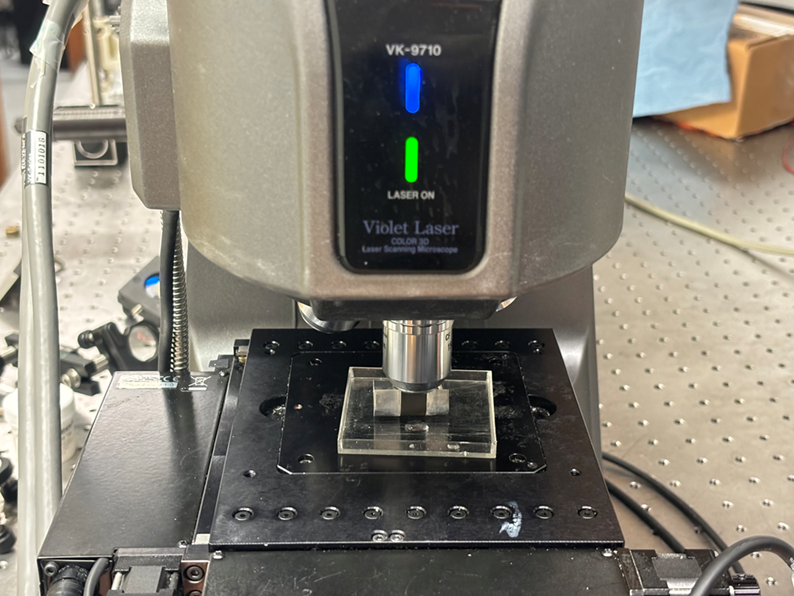 VK-9710
LASER ON
Violet Laser
COLOR 3D
Laser Scanning Microscope